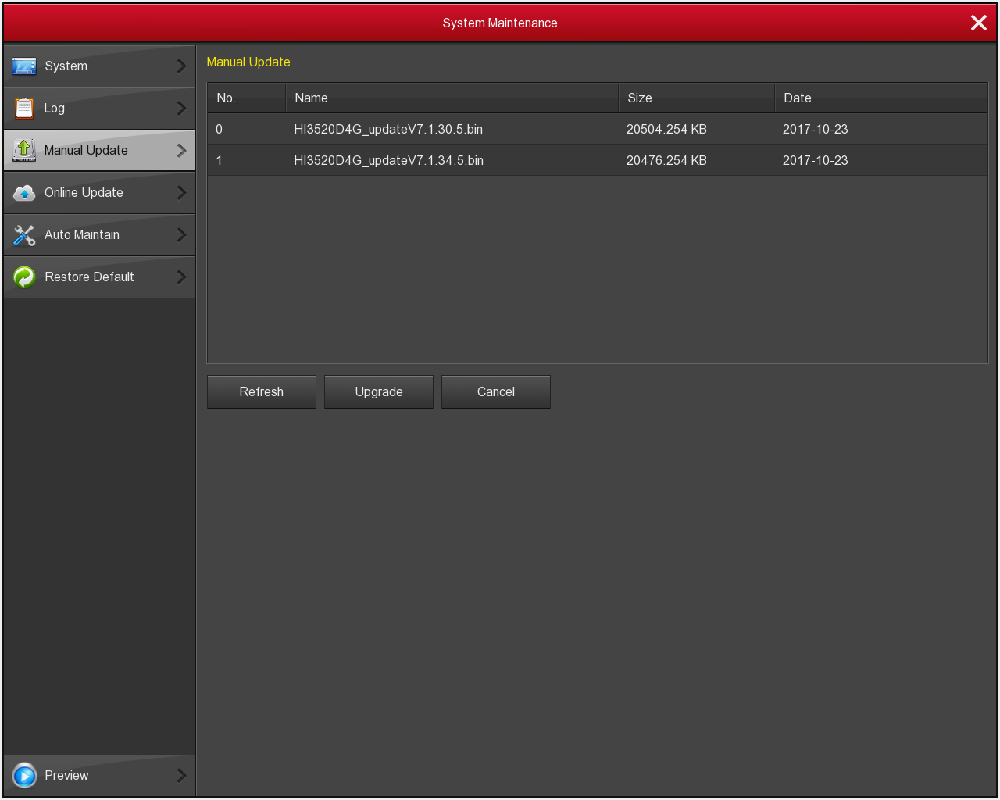 System Maintenance
System
Log
Manual Update
Online Update
Auto Maintain
Restore Default
Preview
Manual Update
No. Name Size Date
0 HI3520D4G_updateV7.1.30.5.bin 20504.254 KB 2017-10-23
1 HI3520D4G_updateV7.1.34.5.bin 20476.254 KB 2017-10-23
Refresh Upgrade Cancel